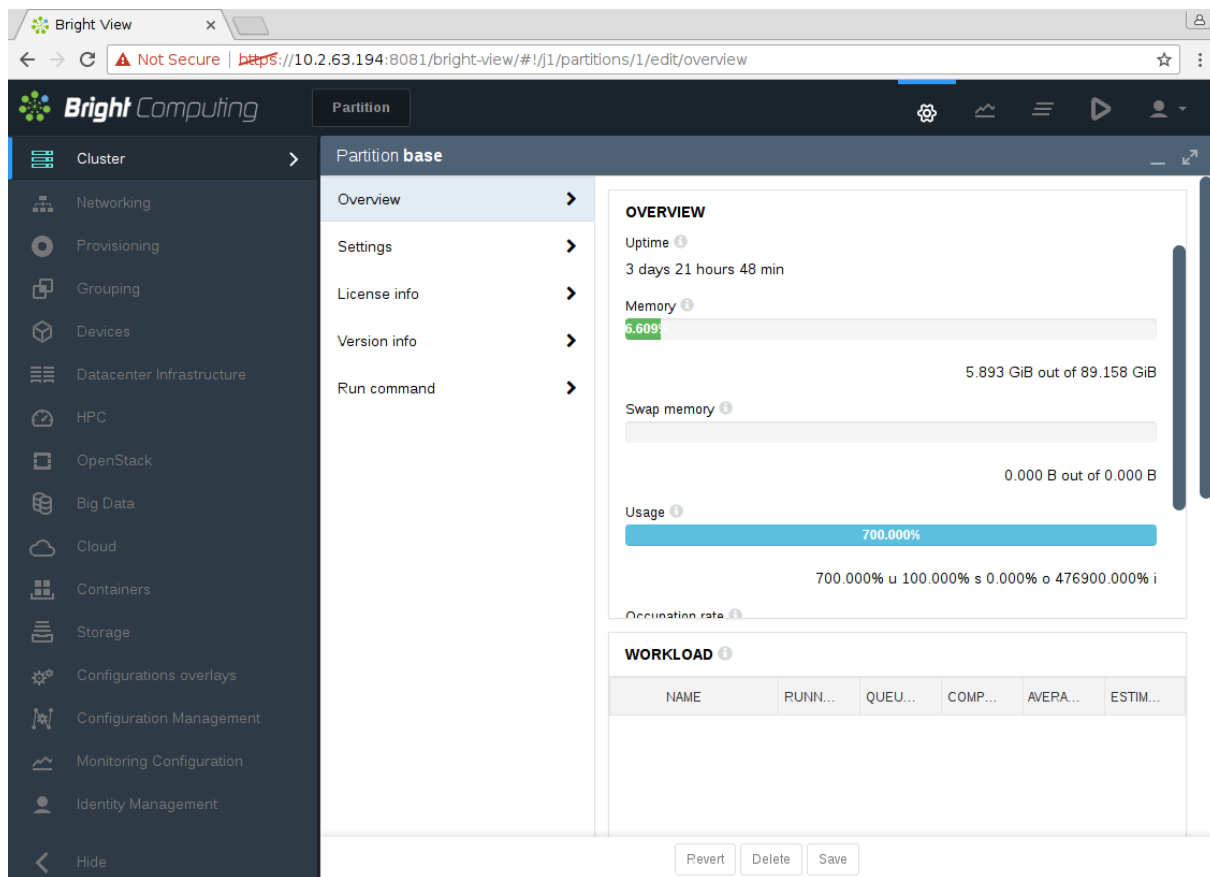 Bright View
Not Secure | https://10.2.63.194:8081/bright-view/#!/j1/partitions/1/edit/overview
Bright Computing
Partition
Cluster
Networking
Provisioning
Grouping
Devices
Datacenter Infrastructure
HPC
OpenStack
Big Data
Cloud
Containers
Storage
Configurations overlays
Configuration Management
Monitoring Configuration
Identity Management
Hide
Partition base
Overview
Settings
License info
Version info
Run command
OVERVIEW
Uptime
3 days 21 hours 48 min
Memory
6.609%
5.893 GiB out of 89.158 GiB
Swap memory
0.000 B out of 0.000 B
Usage
700.000%
700.000% u 100.000% s 0.000% o 476900.000% i
Occupation rate
WORKLOAD
NAME RUNN... QUEU... COMP... AVERA... ESTIM...
Revert Delete Save